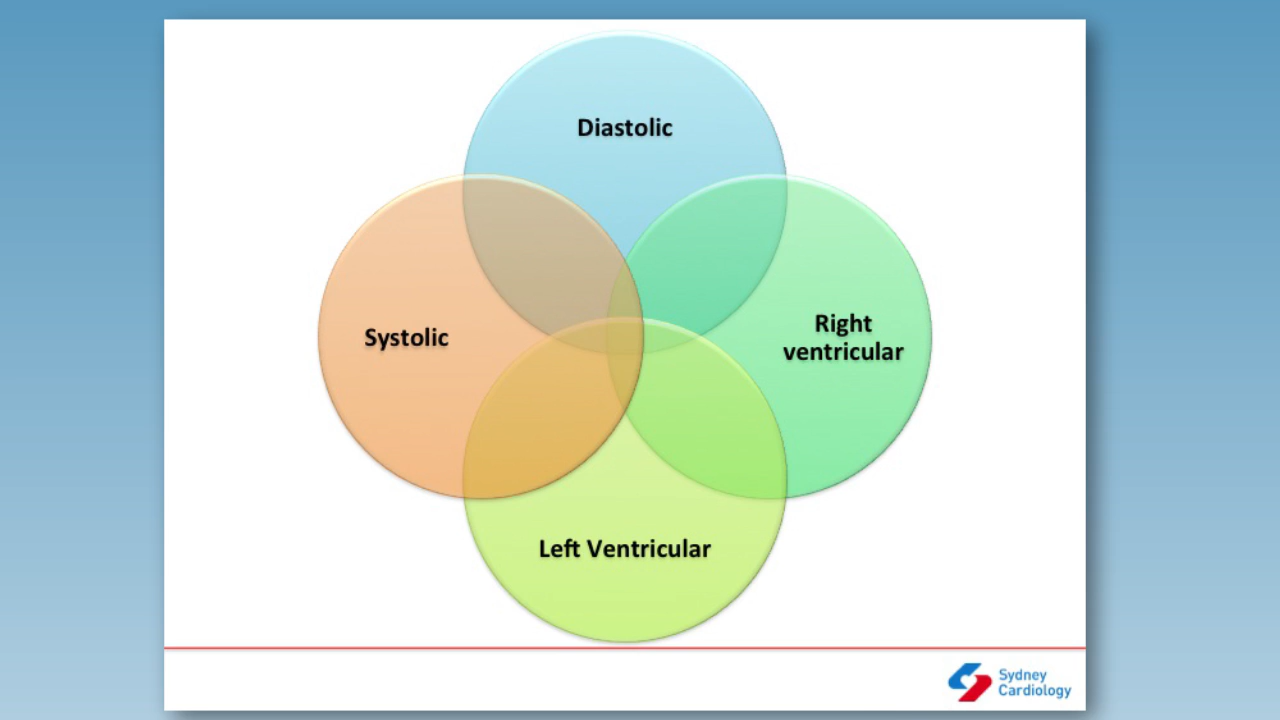 Diastolic
Systolic
Right
ventricular
Left Ventricular
Sydney
Cardiology